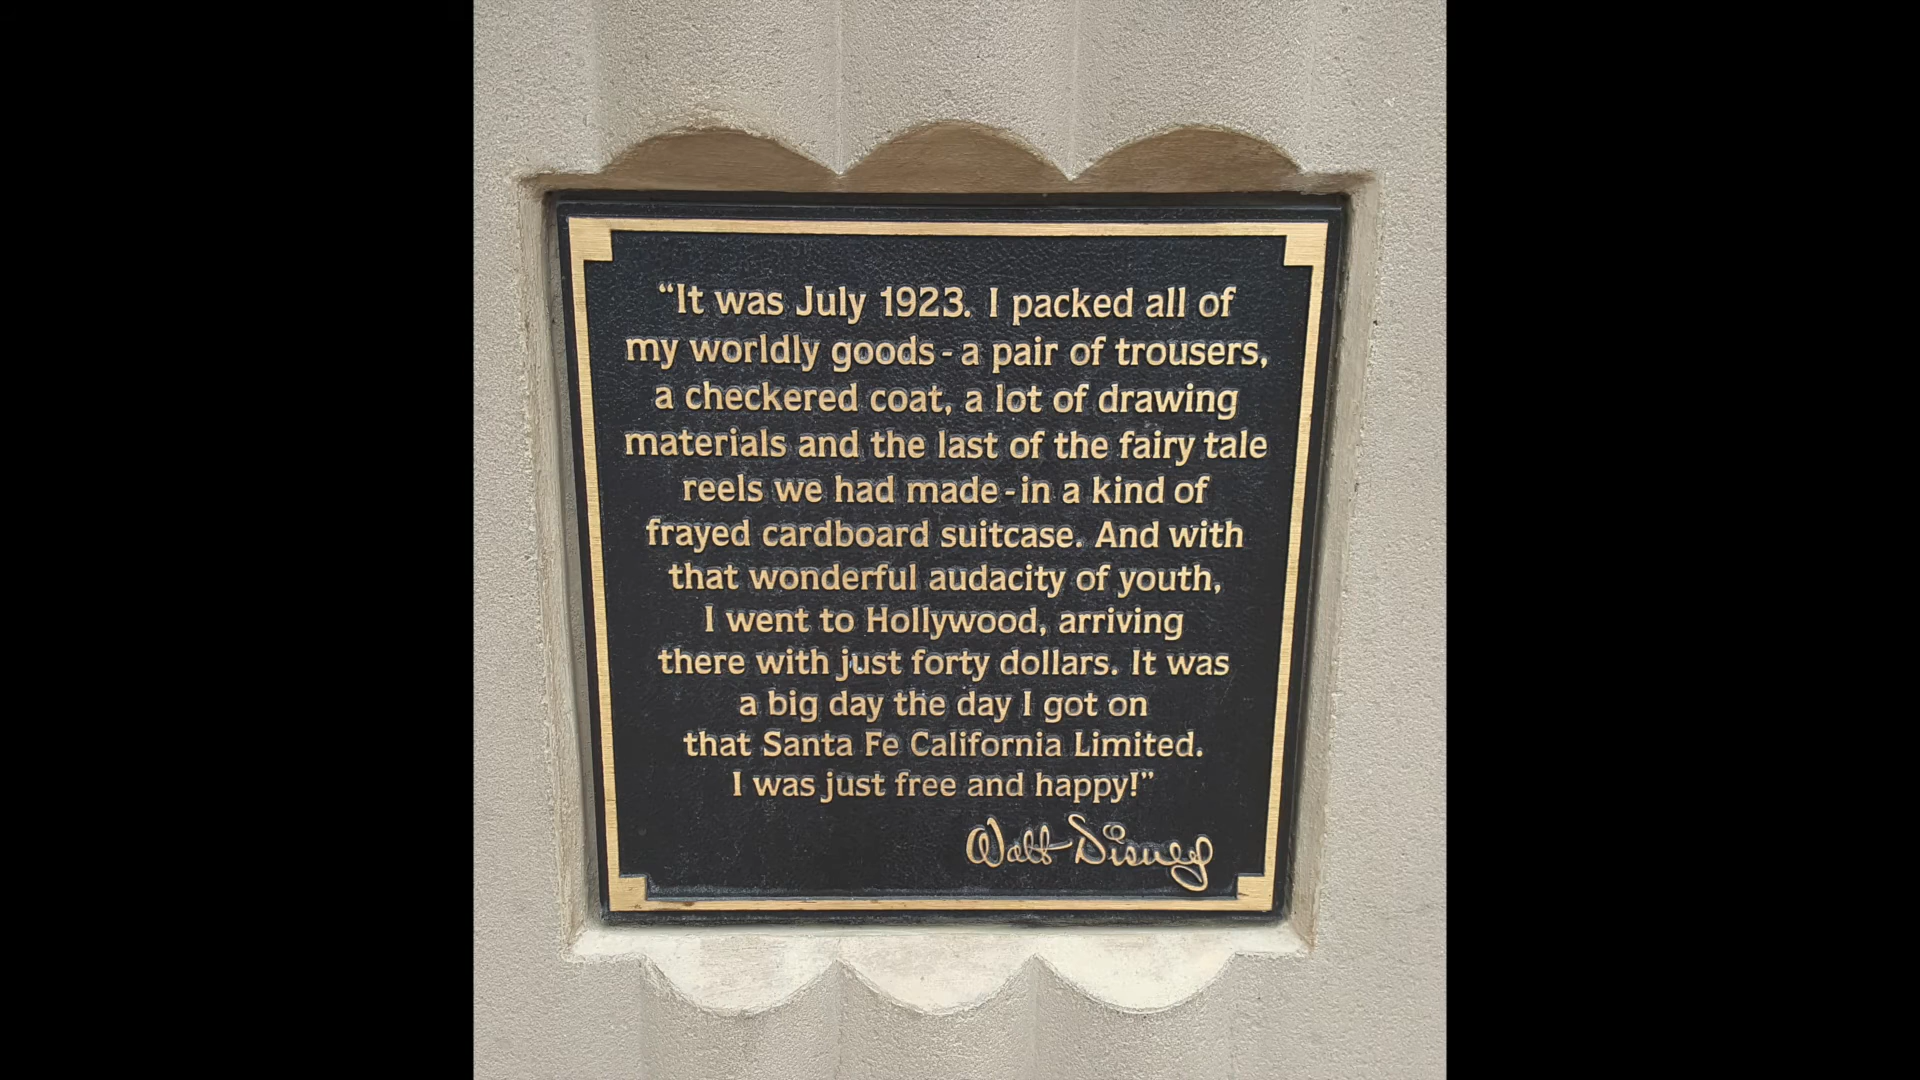 “It was July 1923. I packed all of
my worldly goods - a pair of trousers,
a checkered coat, a lot of drawing
materials and the last of the fairy tale
reels we had made - in a kind of
frayed cardboard suitcase. And with
that wonderful audacity of youth,
I went to Hollywood, arriving
there with just forty dollars. It was
a big day the day I got on
that Santa Fe California Limited.
I was just free and happy!”
Walt Disney